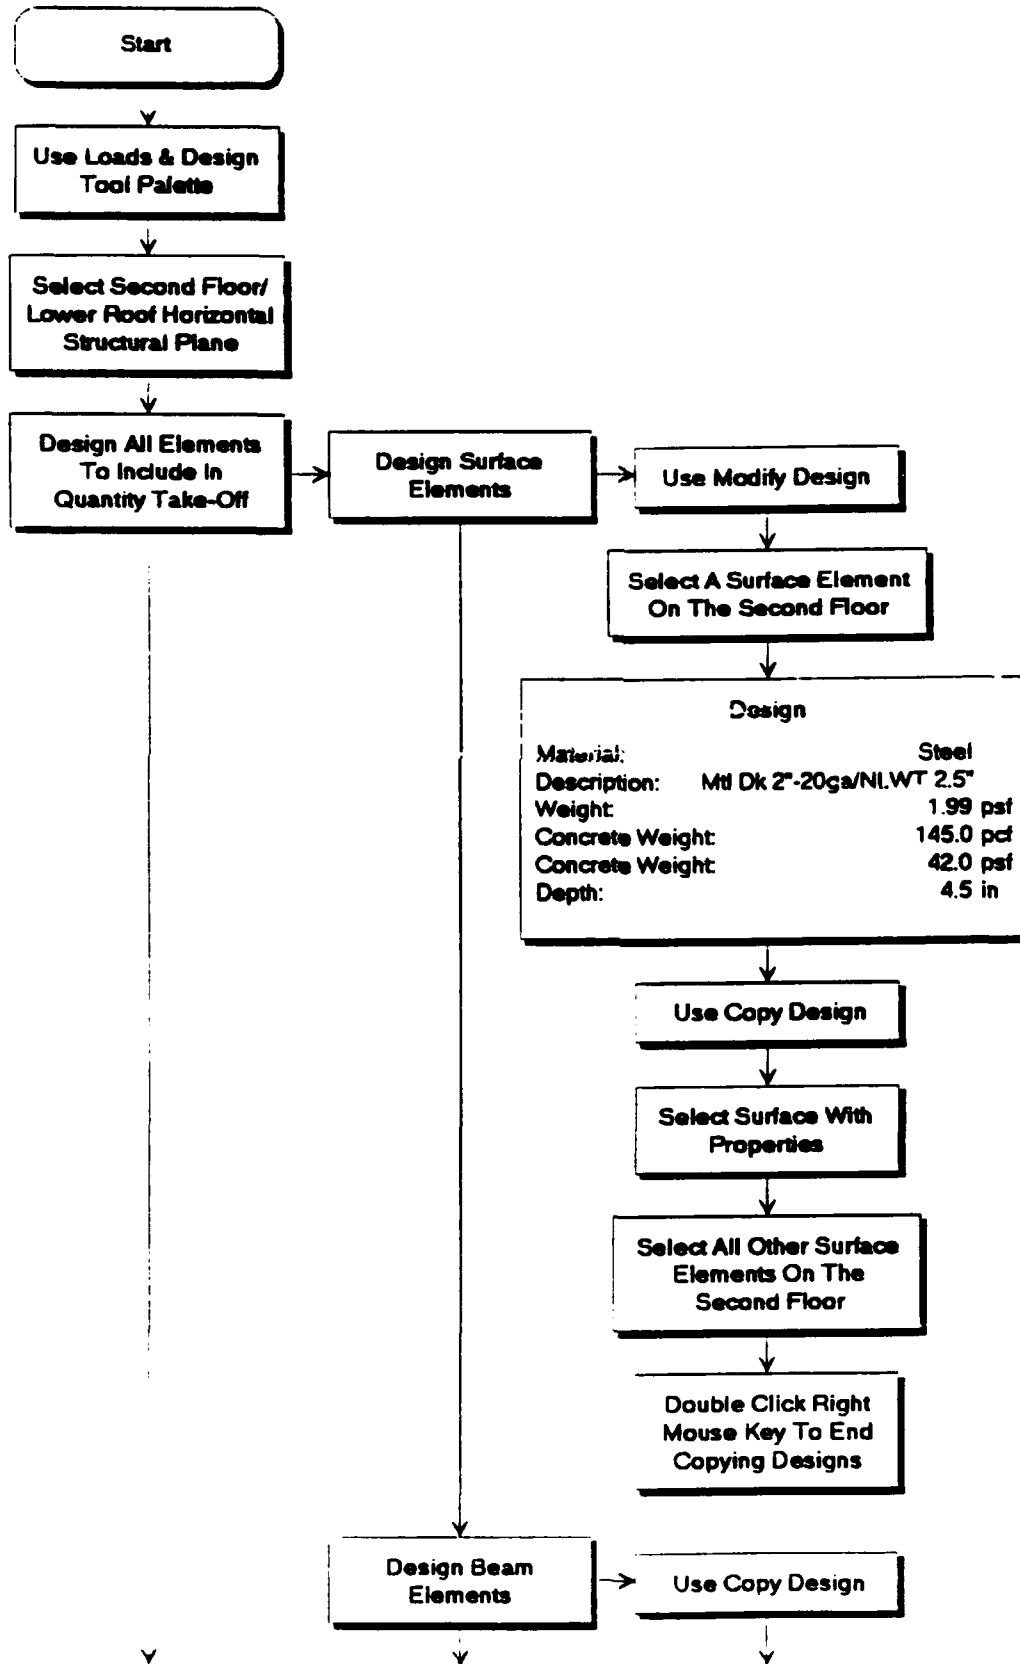 Start
Use Loads & Design
Tool Palette
Select Second Floor/
Lower Roof Horizontal
Structural Plane
Design All Elements
To Include In
Quantity Take-Off
Design Surface
Elements
Use Modify Design
Select A Surface Element
On The Second Floor
Design
Material: Steel
Description: Mtl Dk 2"-20ga/Nl.WT 2.5"
Weight: 1.99 psf
Concrete Weight: 145.0 pcf
Concrete Weight: 42.0 psf
Depth: 4.5 in
Use Copy Design
Select Surface With
Properties
Select All Other Surface
Elements On The
Second Floor
Double Click Right
Mouse Key To End
Copying Designs
Design Beam
Elements
Use Copy Design